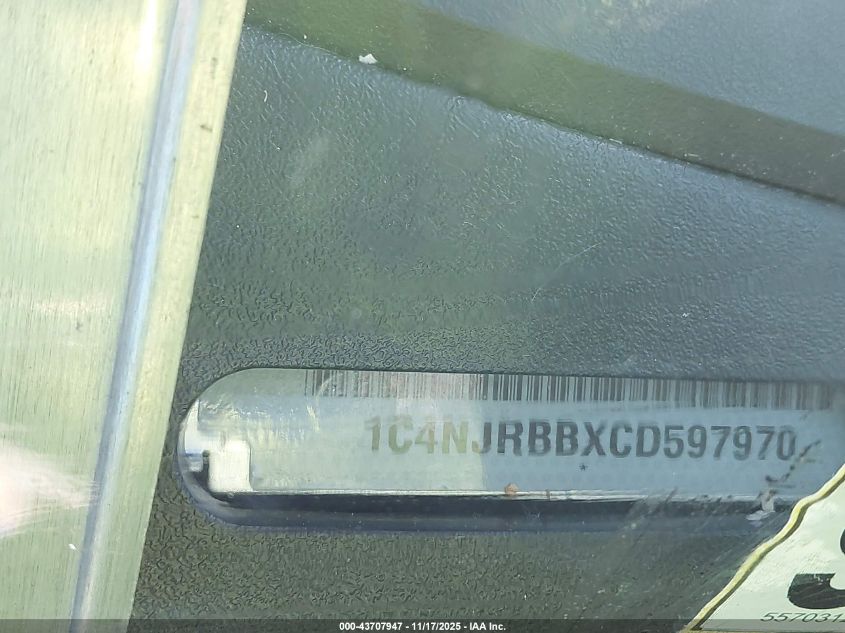 1C4NJRBBXCD597970
*
000-43707947 - 11/17/2025 - IAA Inc.